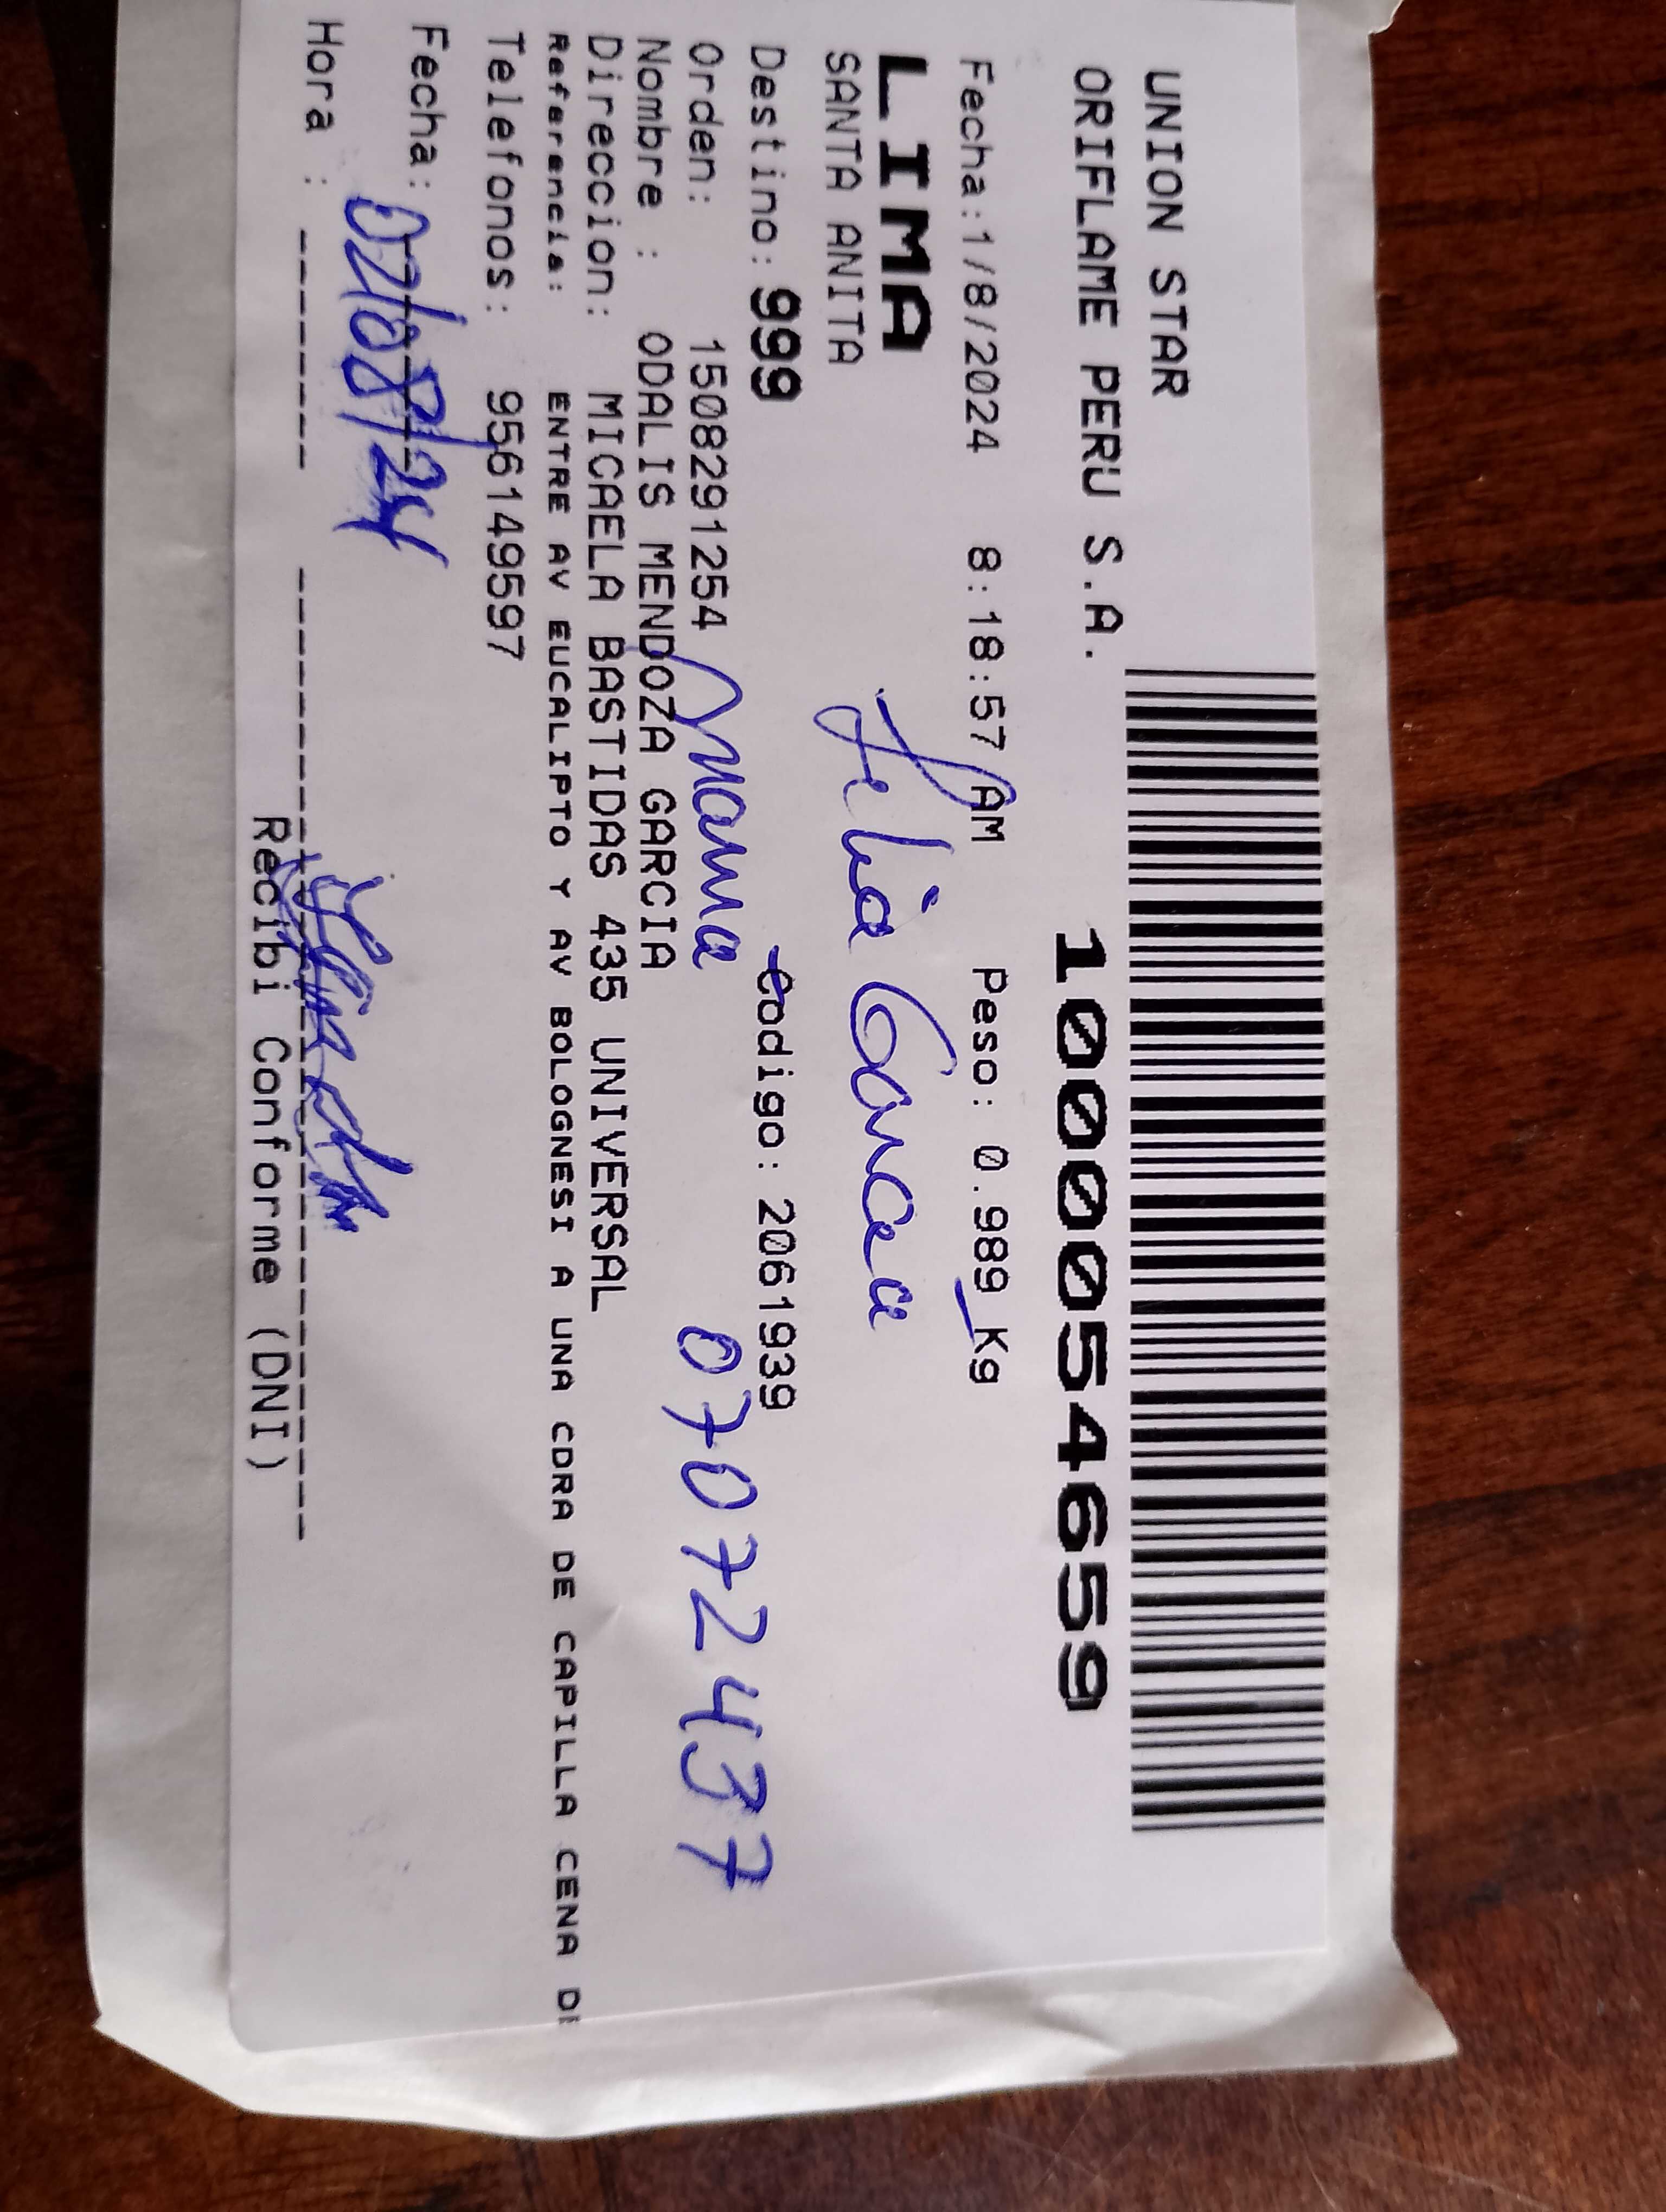 UNION STAR
ORIFLAME PERU S.A.
1000054659
Fecha:1/8/2024 8:18:57 AM Peso: 0.989 Kg
LIMA
SANTA ANITA
Julia Garcia
Destino: 999 Codigo: 2061939
Orden: 1508291254 mama 07072437
Nombre : ODALIS MENDOZA GARCIA
Direccion: MICAELA BASTIDAS 435 UNIVERSAL
Referencia: ENTRE AV EUCALIPTO Y AV BOLOGNESI A UNA CDRA DE CAPILLA CENA
Telefonos: 956149597
Fecha: 02/08/24
Hora :
Recibi Conforme (DNI)